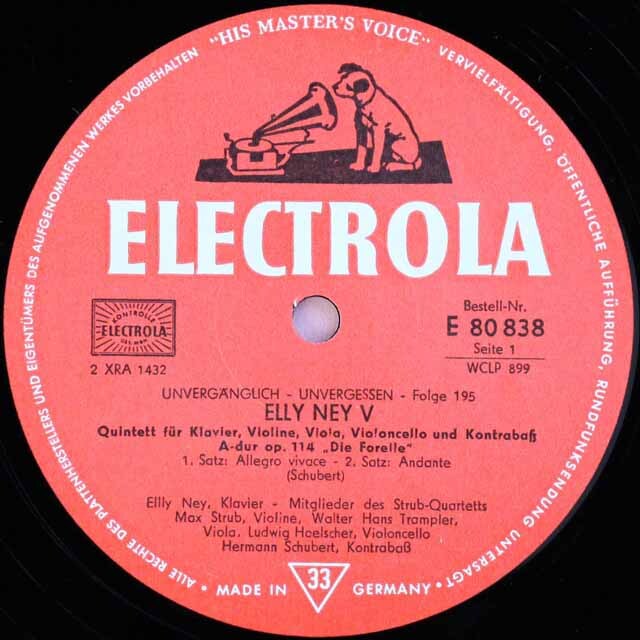 "HIS MASTER'S VOICE"
ALLE RECHTE DES PLATTENHERSTELLERS UND EIGENTÜMERS DES AUFGENOMMENEN WERKES VORBEHALTEN
VERVIELFÄLTIGUNG, ÖFFENTLICHE AUFFÜHRUNG, RUNDFUNKSENDUNG UNTERSAGT
ELECTROLA
KONTROLLE
ELECTROLA
2 XRA 1432
Bestell-Nr.
E 80 838
Seite 1
WCLP 899
UNVERGÄNGLICH - UNVERGESSEN - Folge 195
ELLY NEY V
Quintett für Klavier, Violine, Viola, Violoncello und Kontrabaß
A-dur op. 114 „Die Forelle"
1. Satz: Allegro vivace - 2. Satz: Andante
(Schubert)
Ellly Ney, Klavier - Mitglieder des Strub-Quartetts
Max Strub, Violine, Walter Hans Trampler,
Viola, Ludwig Hoelscher, Violoncello
Hermann Schubert, Kontrabaß
MADE IN 33 GERMANY